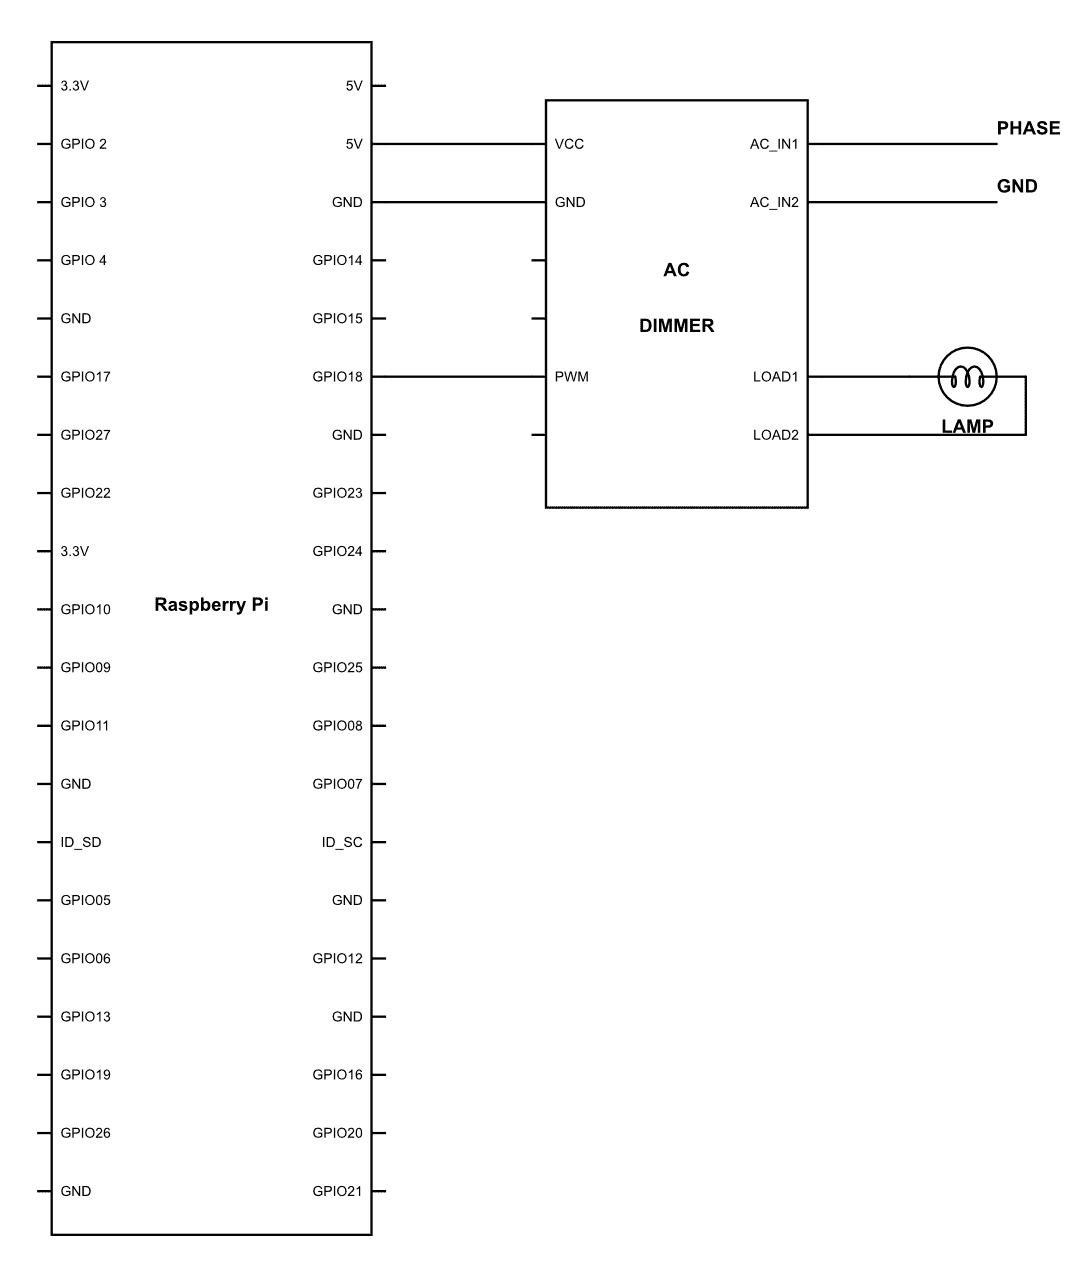 3.3V
GPIO 2
GPIO 3
GPIO 4
GND
GPIO17
GPIO27
GPIO22
3.3V
GPIO10
GPIO09
GPIO11
GND
ID_SD
GPIO05
GPIO06
GPIO13
GPIO19
GPIO26
GND
Raspberry Pi
5V
5V
GND
GPIO14
GPIO15
GPIO18
GND
GPIO23
GPIO24
GND
GPIO25
GPIO08
GPIO07
ID_SC
GND
GPIO12
GND
GPIO16
GPIO20
GPIO21
VCC
GND
PWM
AC
DIMMER
AC_IN1
AC_IN2
LOAD1
LOAD2
PHASE
GND
LAMP